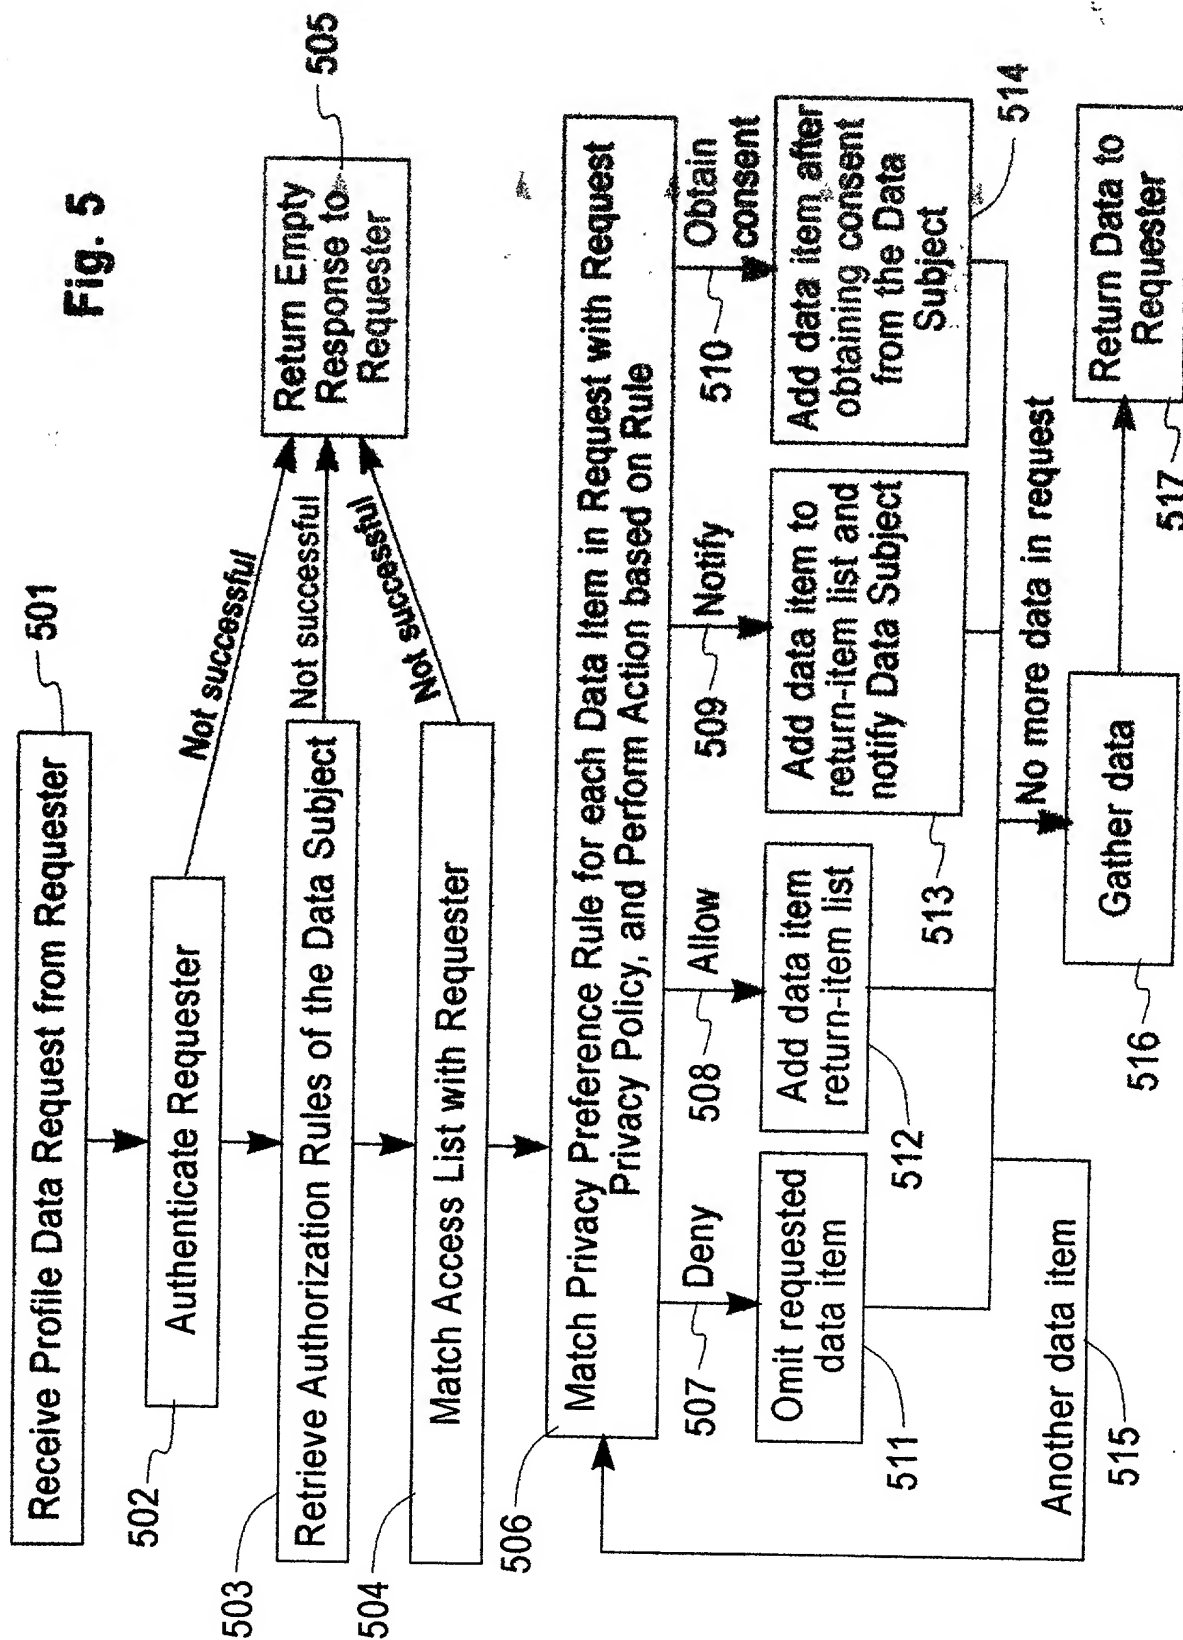 Fig. 5
Receive Profile Data Request from Requester
501
Authenticate Requester
502
Not successful
Return Empty
Response to
Requester
505
Retrieve Authorization Rules of the Data Subject
503
Not successful
Match Access List with Requester
504
Not successful
506
Match Privacy Preference Rule for each Data Item in Request with Request
Privacy Policy, and Perform Action based on Rule
507
Deny
508
Allow
509
Notify
510
Obtain
consent
Omit requested
data item
511
Add data item
return-item list
512
Add data item to
return-item list and
notify Data Subject
513
Add data item after
obtaining consent
from the Data
Subject
514
Another data item
515
No more data in request
Gather data
516
Return Data to
Requester
517